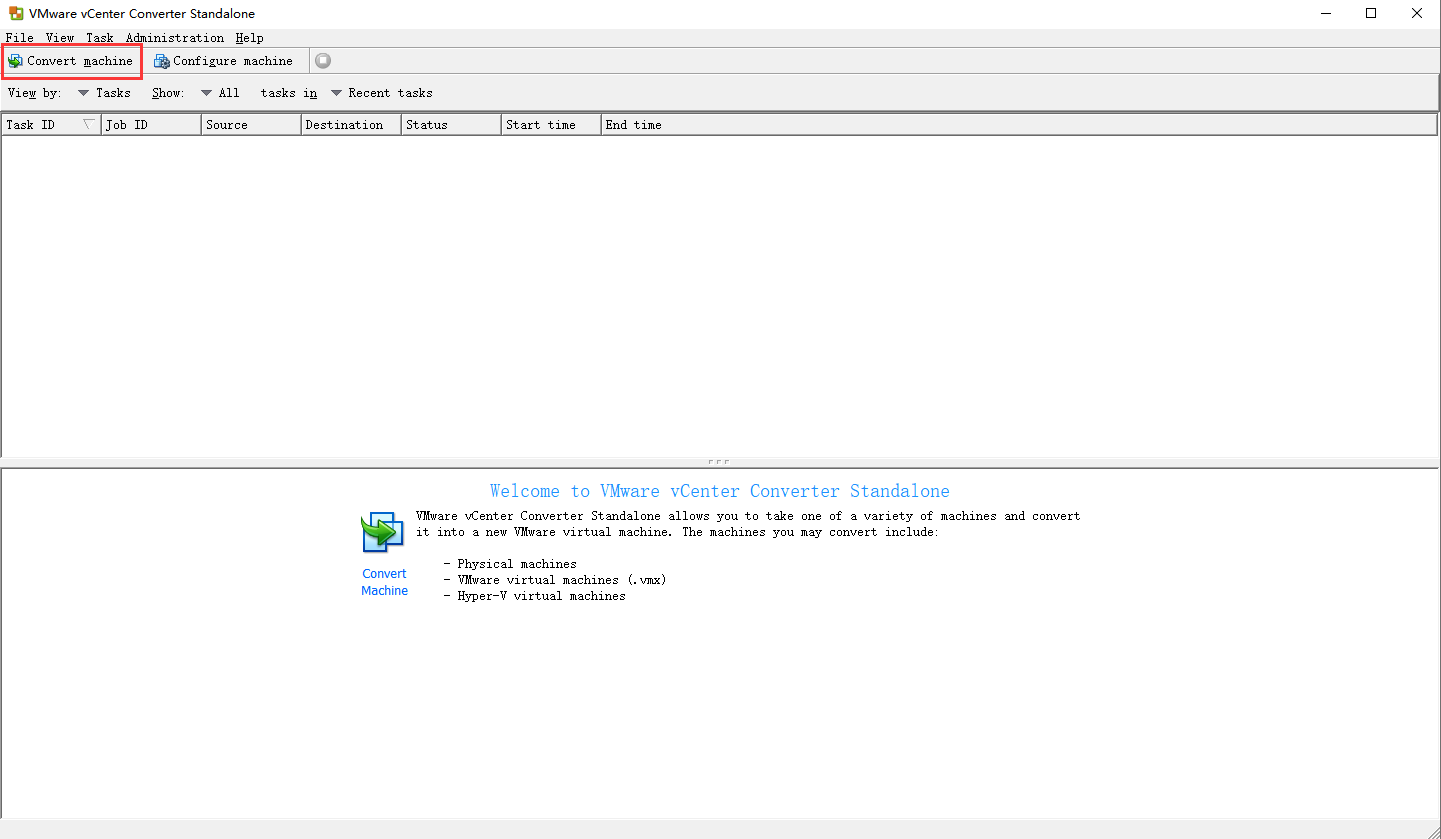 VMware vCenter Converter Standalone
File View Task Administration Help
Convert machine Configure machine
View by: Tasks Show: All tasks in Recent tasks
Task ID Job ID Source Destination Status Start time End time
Welcome to VMware vCenter Converter Standalone
VMware vCenter Converter Standalone allows you to take one of a variety of machines and convert
it into a new VMware virtual machine. The machines you may convert include:
- Physical machines
- VMware virtual machines (.vmx)
- Hyper-V virtual machines
Convert
Machine